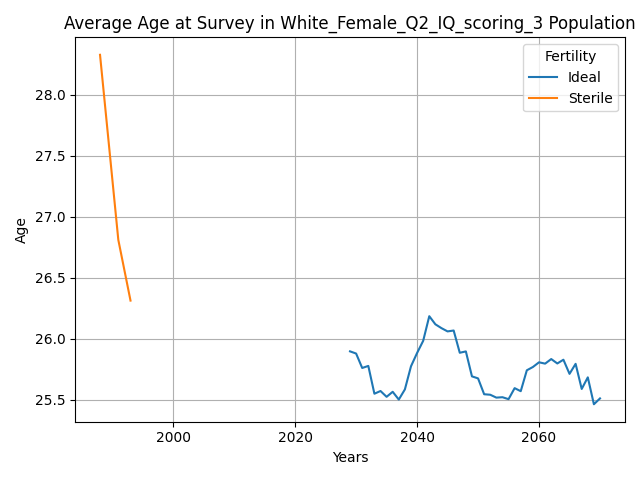 Average Age at Survey in White_Female_Q2_IQ_scoring_3 Population
Fertility
Ideal
Sterile
28.0
27.5
27.0
26.5
26.0
25.5
Age
2000
2020
2040
2060
Years